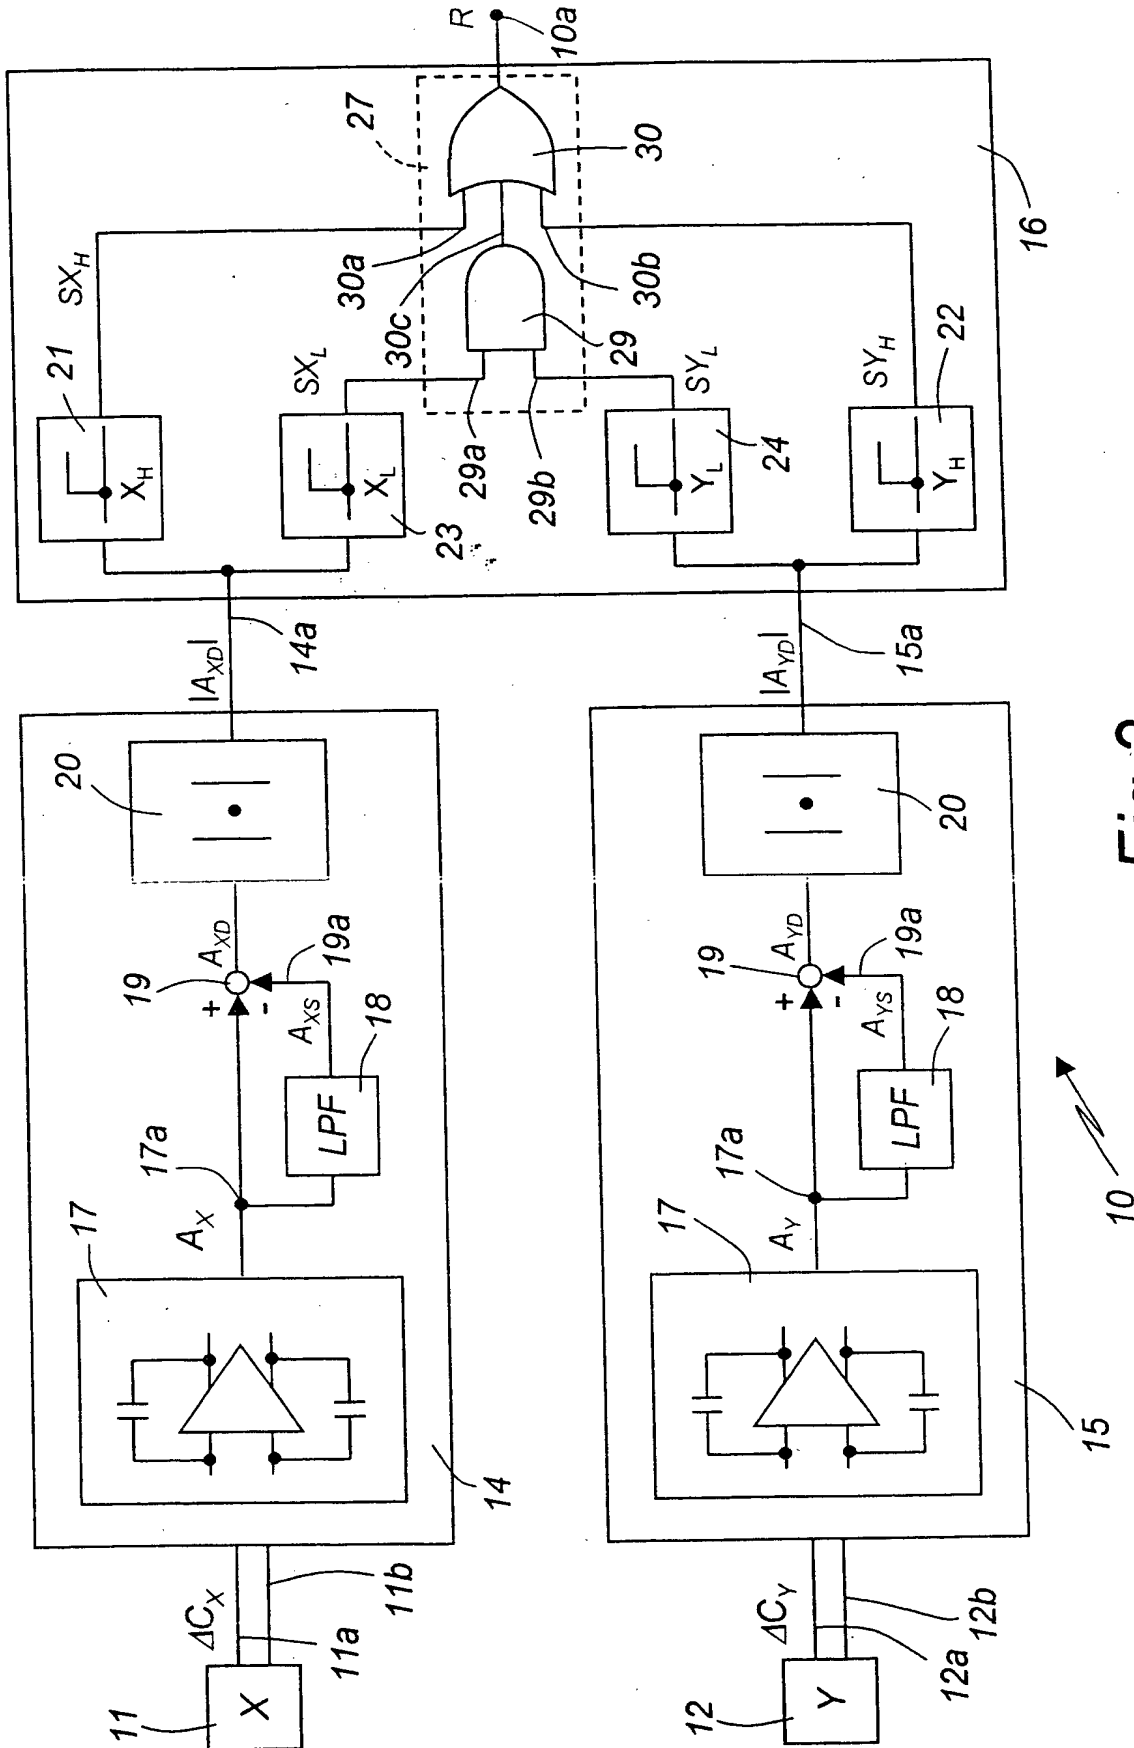 11
X
ΔC_X
11a
11b
14
17
A_X
17a
LPF
18
A_XS
19a
+
-
19
A_XD
20
|A_XD|
14a
21
X_H
SX_H
X_L
23
SX_L
29a
29b
30a
30c
27
29
30
30b
R
10a
12
Y
ΔC_Y
12a
12b
15
17
A_Y
17a
LPF
18
A_YS
19a
+
-
19
A_YD
20
|A_YD|
15a
Y_L
24
SY_L
Y_H
22
SY_H
16
10